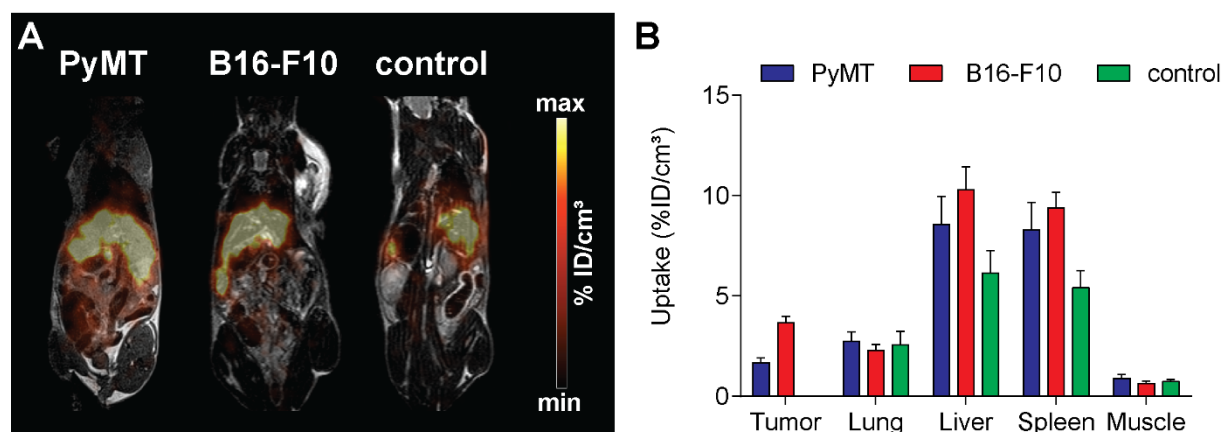 A
PyMT B16-F10 control
max
% ID/cm³
min
B
PyMT B16-F10 control
15
10
5
0
Uptake (%ID/cm³)
Tumor Lung Liver Spleen Muscle